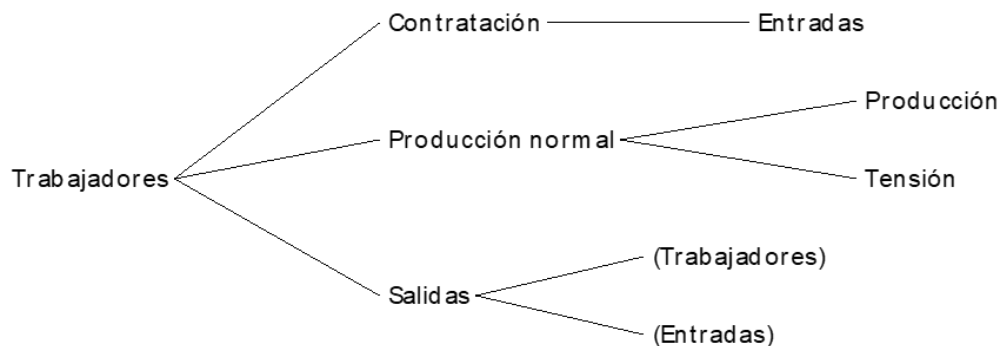 Contratación
Entradas
Producción
Producción normal
Trabajadores
Tensión
(Trabajadores)
Salidas
(Entradas)